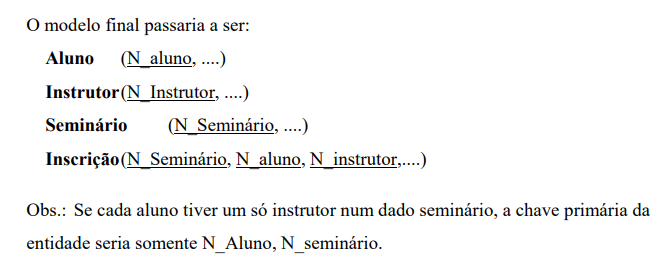 O modelo final passaria a ser:
Aluno (N_aluno, ....)
Instrutor(N_Instrutor, ....)
Seminário (N_Seminário, ....)
Inscrição(N_Seminário, N_aluno, N_instrutor,....)
Obs.: Se cada aluno tiver um só instrutor num dado seminário, a chave primária da
entidade seria somente N_Aluno, N_seminário.